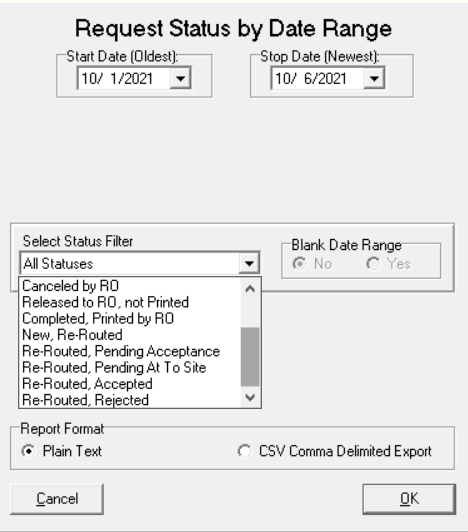 Request Status by Date Range
Start Date (Oldest):
Stop Date (Newest):
10/ 1/2021
10/ 6/2021
Select Status Filter
All Statuses
Blank Date Range
No
Yes
Canceled by RO
Released to RO, not Printed
Completed, Printed by RO
New, Re-Routed
Re-Routed, Pending Acceptance
Re-Routed, Pending At To Site
Re-Routed, Accepted
Re-Routed, Rejected
Report Format
Plain Text
CSV Comma Delimited Export
Cancel
OK